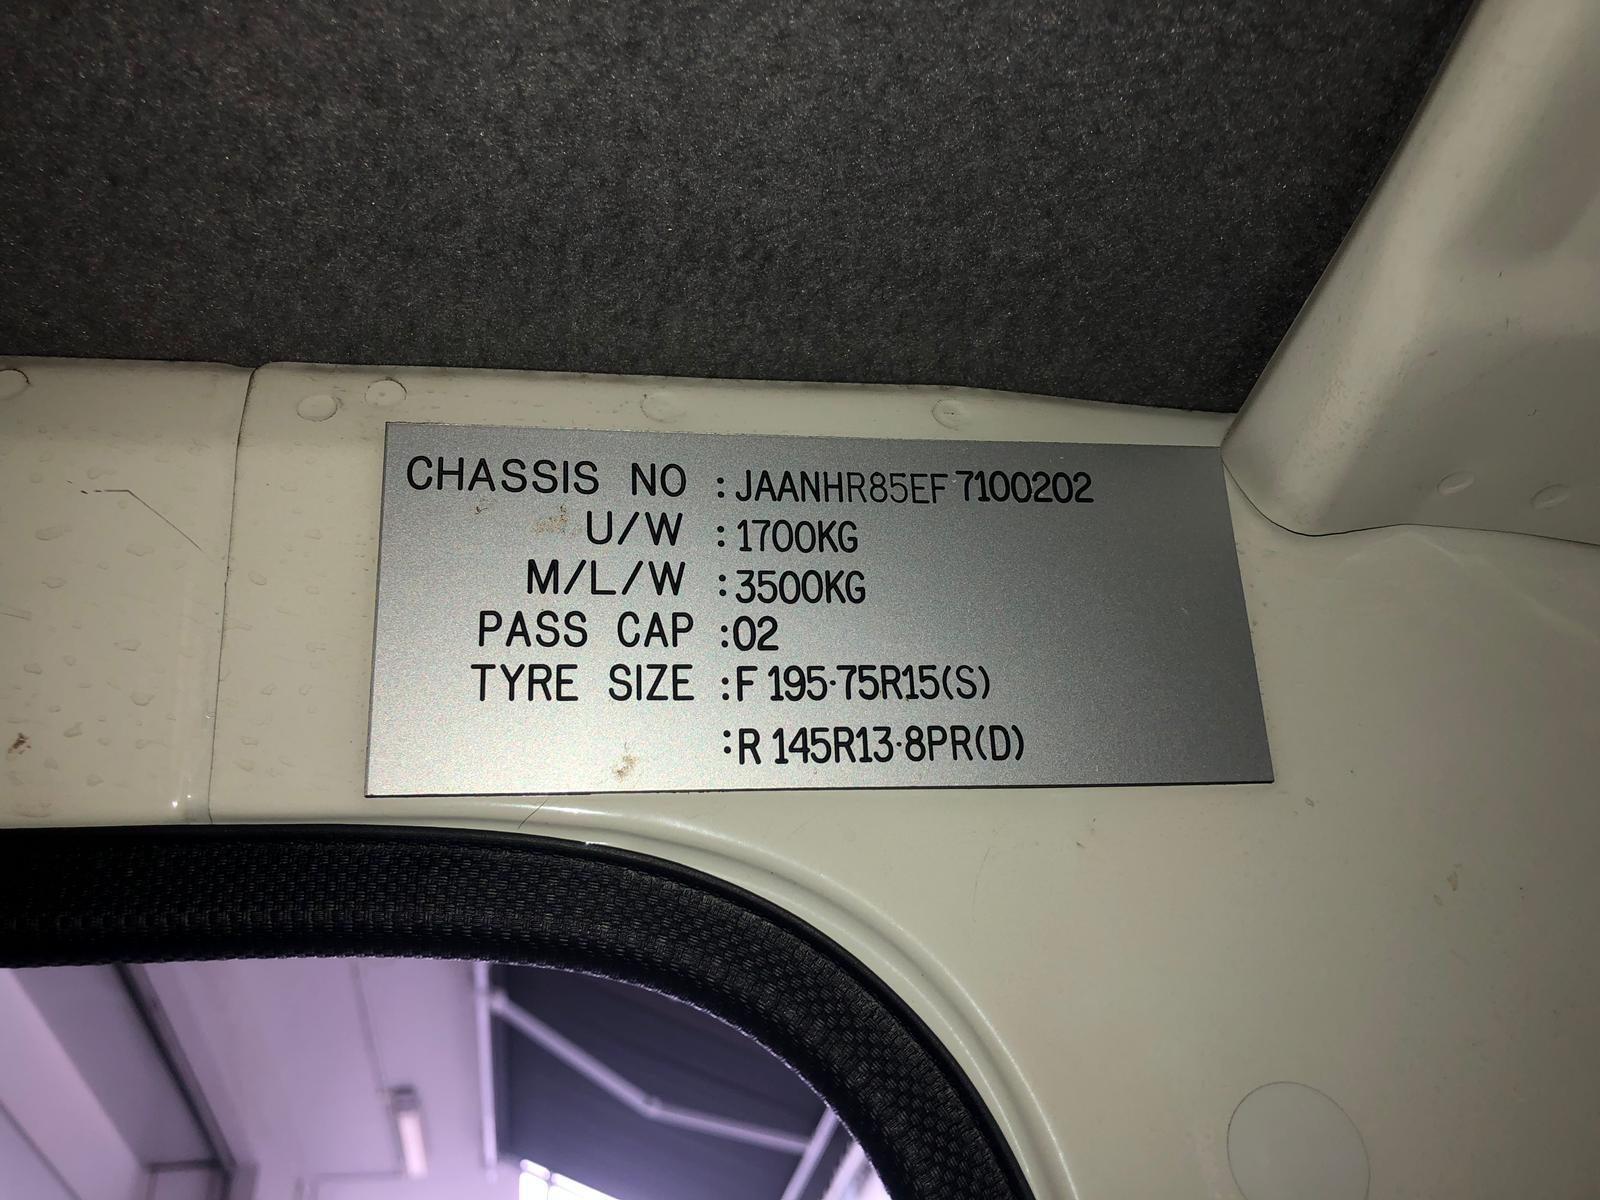 CHASSIS NO :JAANHR85EF7100202
U/W :1700KG
M/L/W :3500KG
PASS CAP :02
TYRE SIZE :F 195·75R15(S)
:R 145R13·8PR(D)